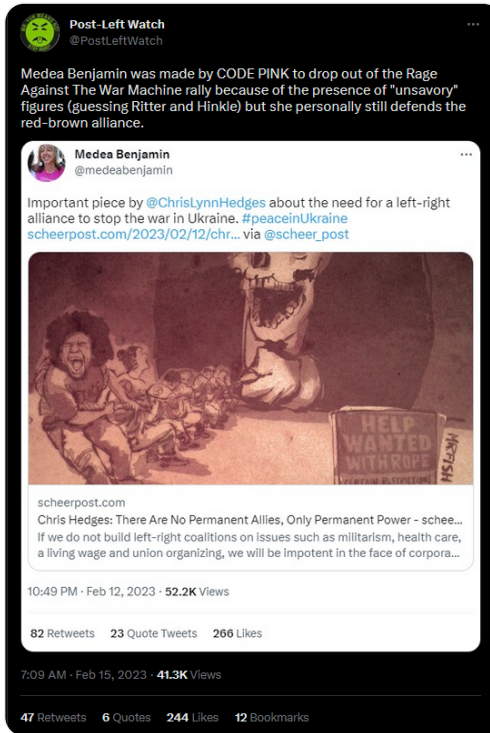 Post-Left Watch
@PostLeftWatch
Medea Benjamin was made by CODE PINK to drop out of the Rage
Against The War Machine rally because of the presence of "unsavory"
figures (guessing Ritter and Hinkle) but she personally still defends the
red-brown alliance.
Medea Benjamin
@medeabenjamin
Important piece by @ChrisLynnHedges about the need for a left-right
alliance to stop the war in Ukraine. #peaceinUkraine
scheerpost.com/2023/02/12/chr... via @scheer_post
HELP
WANTED
WITH ROPE
CERTAIN RESTRICTIONS
MR.FISH
scheerpost.com
Chris Hedges: There Are No Permanent Allies, Only Permanent Power - schee...
If we do not build left-right coalitions on issues such as militarism, health care,
a living wage and union organizing, we will be impotent in the face of corpora...
10:49 PM · Feb 12, 2023 · 52.2K Views
82 Retweets 23 Quote Tweets 266 Likes
7:09 AM · Feb 15, 2023 · 41.3K Views
47 Retweets 6 Quotes 244 Likes 12 Bookmarks